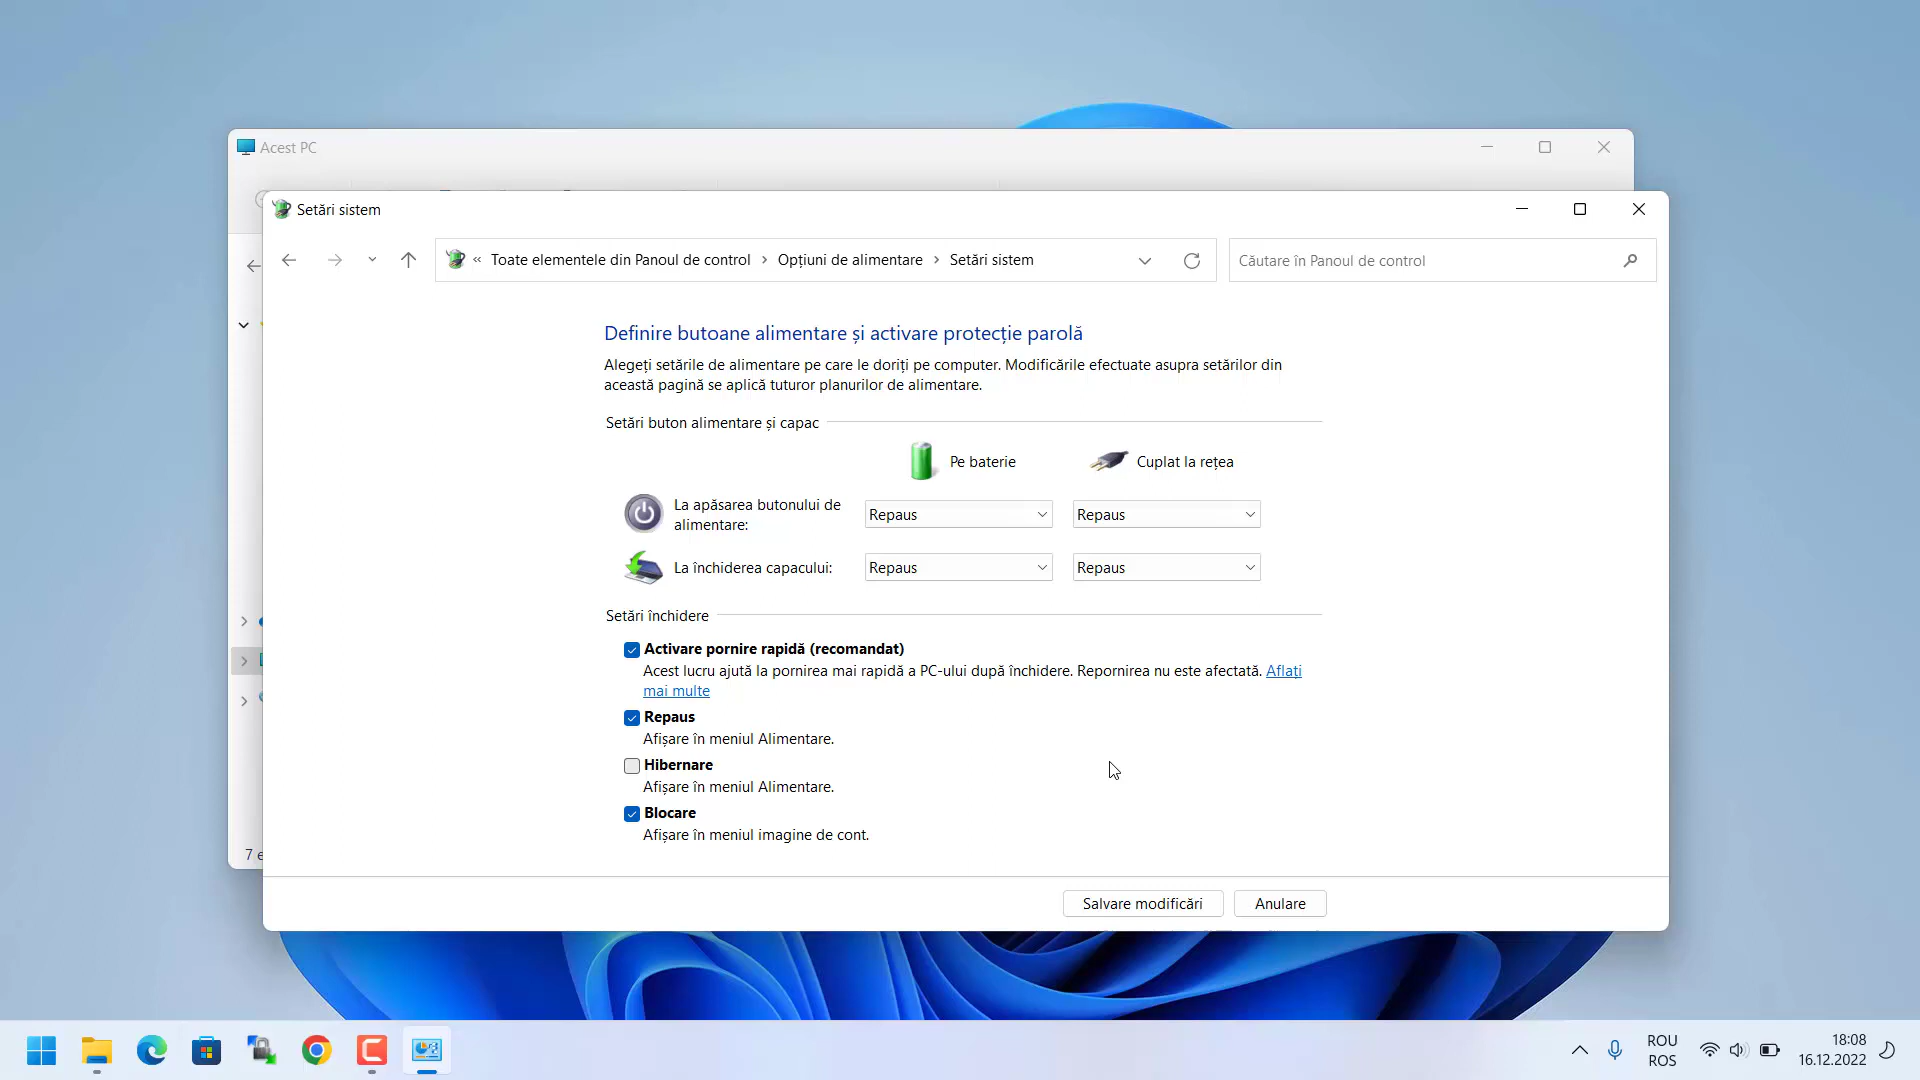 Acest PC
Setări sistem
« Toate elementele din Panoul de control › Opțiuni de alimentare › Setări sistem
Căutare în Panoul de control
Definire butoane alimentare și activare protecție parolă
Alegeți setările de alimentare pe care le doriți pe computer. Modificările efectuate asupra setărilor din
această pagină se aplică tuturor planurilor de alimentare.
Setări buton alimentare și capac
Pe baterie
Cuplat la rețea
La apăsarea butonului de
alimentare:
Repaus
Repaus
La închiderea capacului:
Repaus
Repaus
Setări închidere
Activare pornire rapidă (recomandat)
Acest lucru ajută la pornirea mai rapidă a PC-ului după închidere. Repornirea nu este afectată. Aflați
mai multe
Repaus
Afișare în meniul Alimentare.
Hibernare
Afișare în meniul Alimentare.
Blocare
Afișare în meniul imagine de cont.
7
Salvare modificări
Anulare
ROU
ROS
18:08
16.12.2022